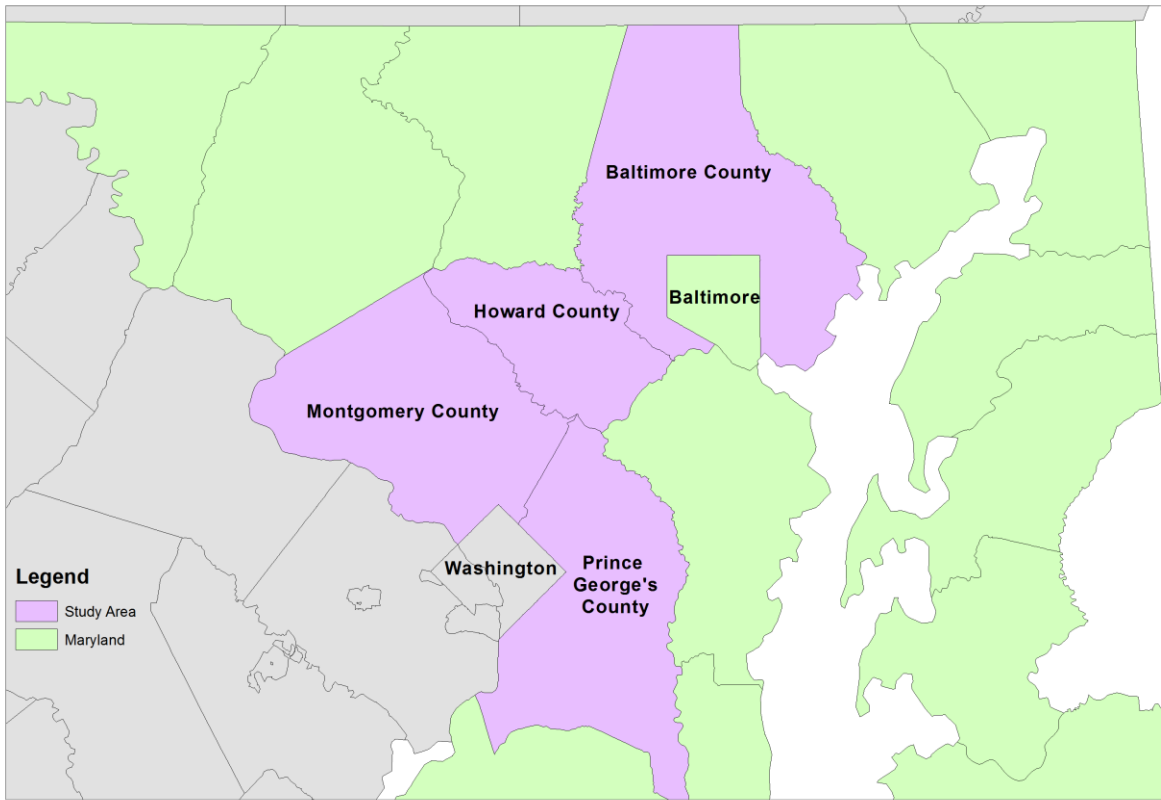 Baltimore County
Baltimore
Howard County
Montgomery County
Washington
Prince
George's
County
Legend
Study Area
Maryland